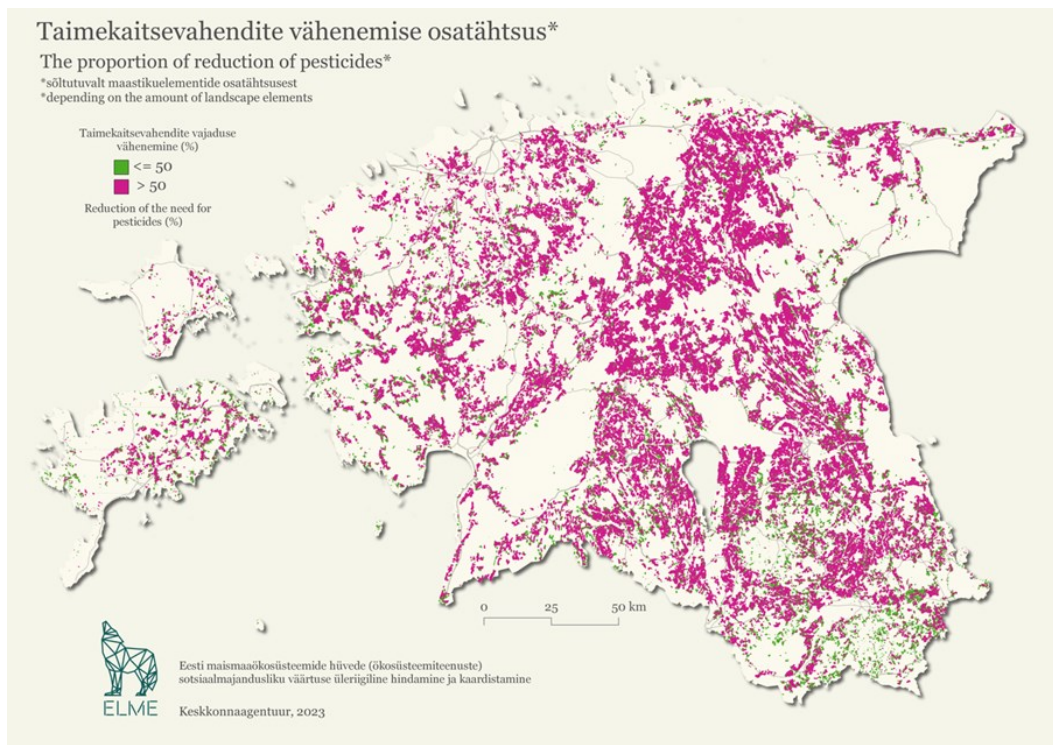 Taimekaitsevahendite vähenemise osatähtsus*
The proportion of reduction of pesticides*
*sõltutuvalt maastikuelementide osatähtsusest
*depending on the amount of landscape elements
Taimekaitsevahendite vajaduse
vähenemine (%)
<= 50
> 50
Reduction of the need for
pesticides (%)
0 25 50 km
Eesti maismaaökosüsteemide hüvede (ökosüsteemiteenuste)
sotsiaalmajandusliku väärtuse üleriigiline hindamine ja kaardistamine
ELME
Keskkonnaagentuur, 2023